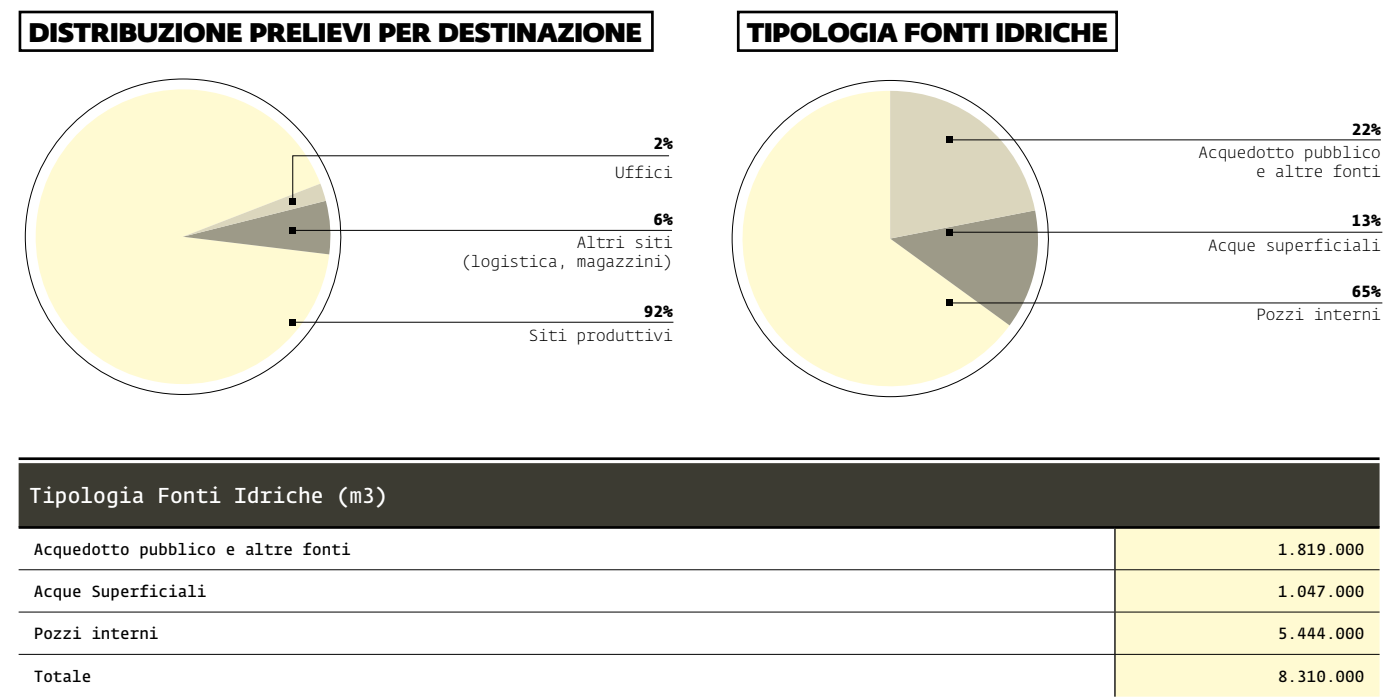 DISTRIBUZIONE PRELIEVI PER DESTINAZIONE
2%
Uffici
6%
Altri siti
(logistica, magazzini)
92%
Siti produttivi
TIPOLOGIA FONTI IDRICHE
22%
Acquedotto pubblico
e altre fonti
13%
Acque superficiali
65%
Pozzi interni
Tipologia Fonti Idriche (m3)
Acquedotto pubblico e altre fonti 1.819.000
Acque Superficiali 1.047.000
Pozzi interni 5.444.000
Totale 8.310.000